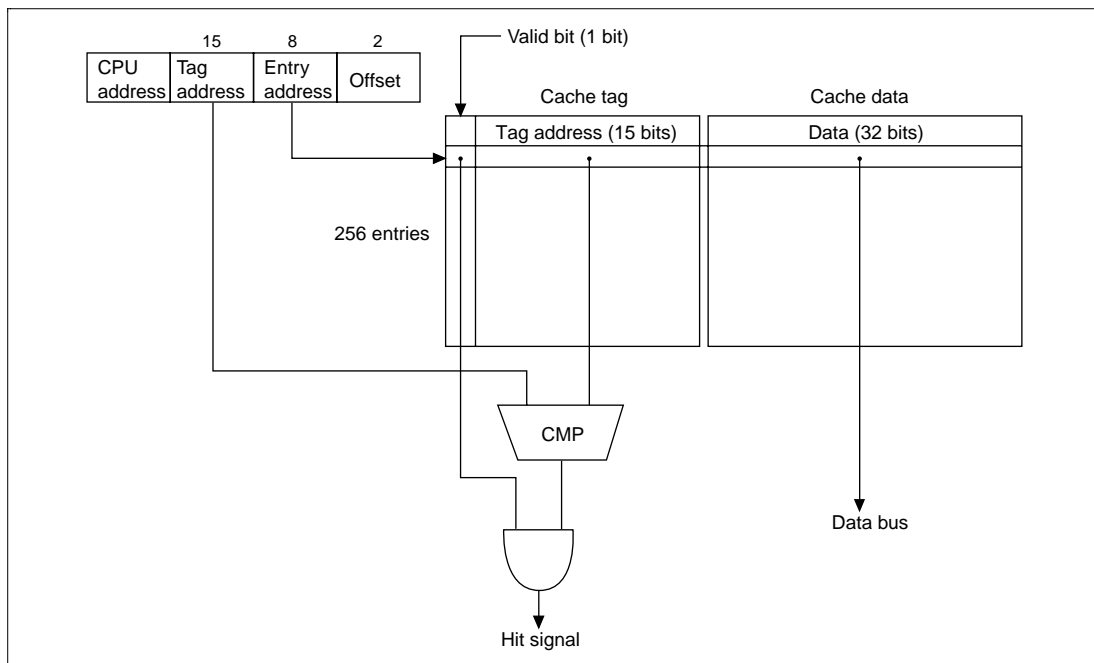 15 8 2
Valid bit (1 bit)
CPU address
Tag address
Entry address
Offset
Cache tag
Cache data
Tag address (15 bits)
Data (32 bits)
256 entries
CMP
Data bus
Hit signal